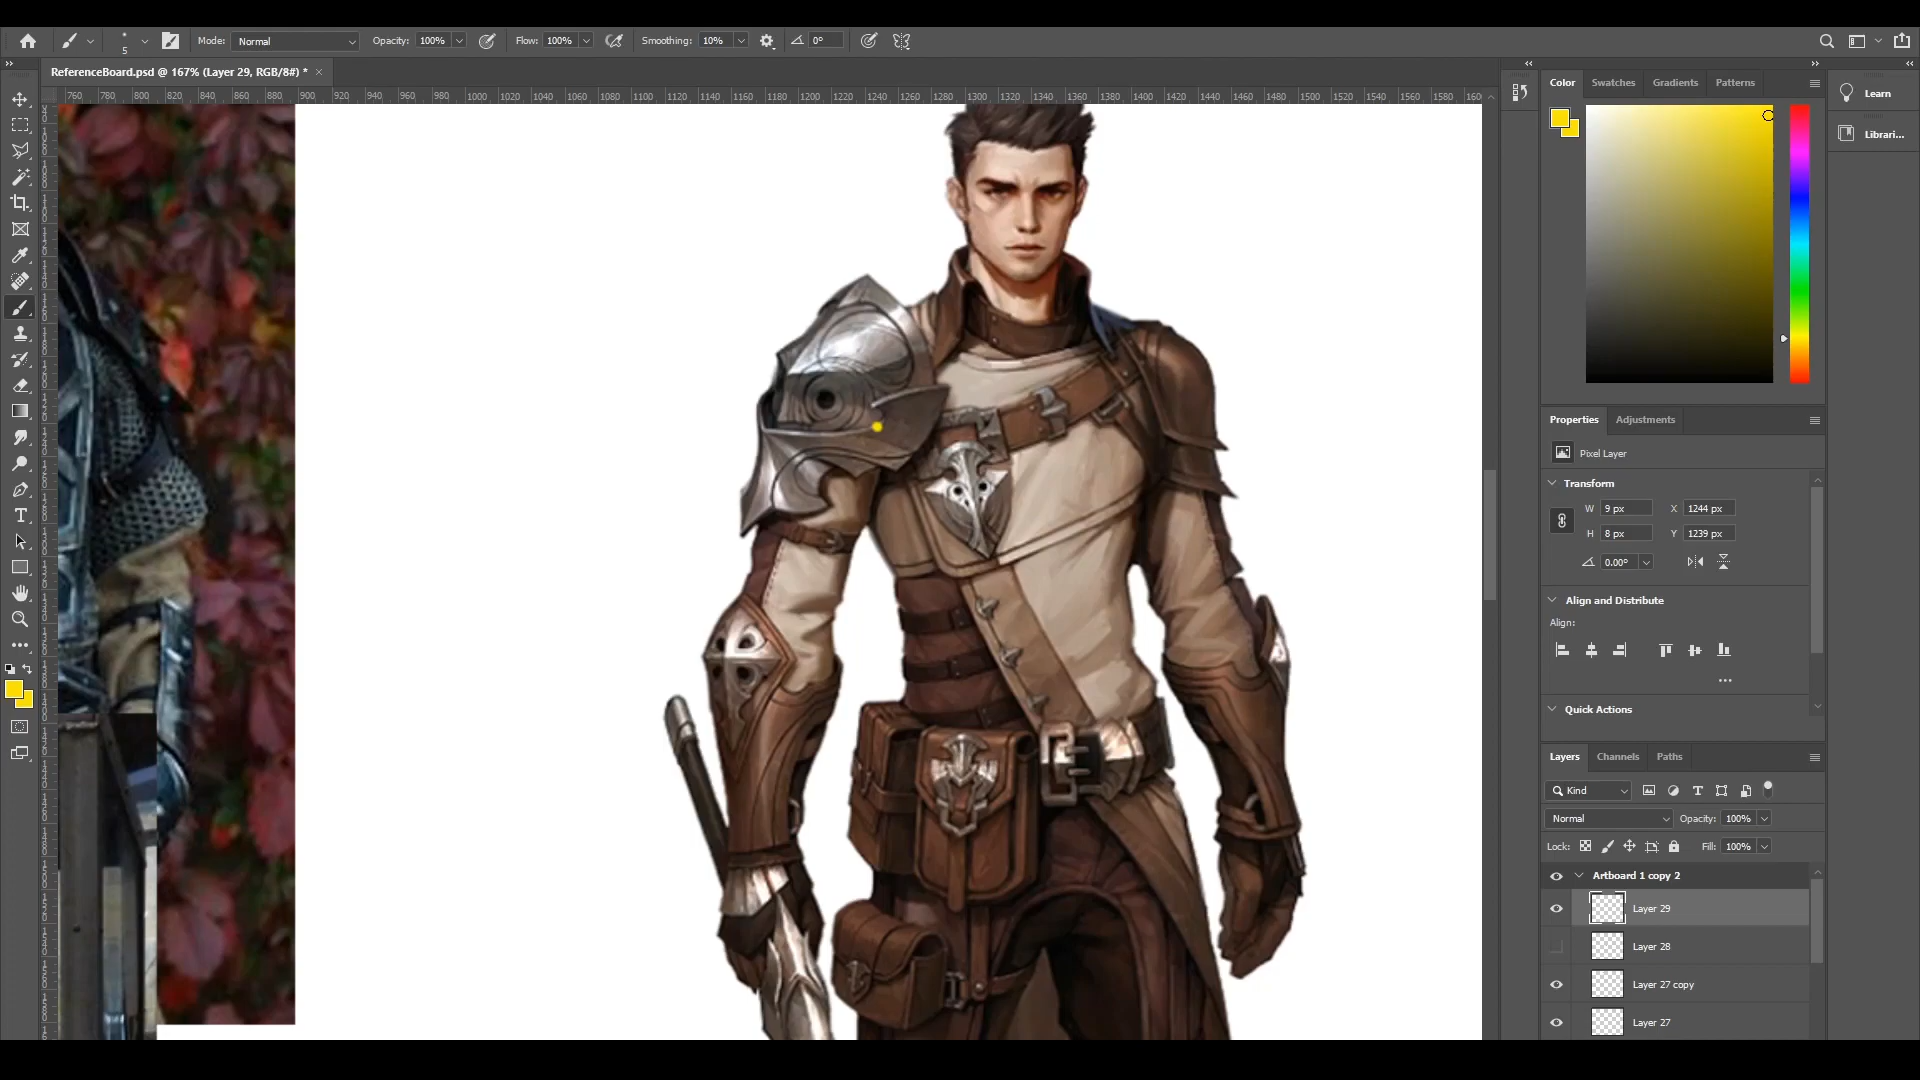 5
Mode: Normal
Opacity: 100%
Flow: 100%
Smoothing: 10%
0°
ReferenceBoard.psd @ 167% (Layer 29, RGB/8#) * ×
760 780 800 820 840 860 880 900 920 940 960 980 1000 1020 1040 1060 1080 1100 1120 1140 1160 1180 1200 1220 1240 1260 1280 1300 1320 1340 1360 1380 1400 1420 1440 1460 1480 1500 1520 1540 1560 1580
Color Swatches Gradients Patterns
Learn
Librari...
Properties Adjustments
Pixel Layer
Transform
W 9 px X 1244 px
H 8 px Y 1239 px
0.00°
Align and Distribute
Align:
...
Quick Actions
Layers Channels Paths
Kind
Normal Opacity: 100%
Lock: Fill: 100%
Artboard 1 copy 2
Layer 29
Layer 28
Layer 27 copy
Layer 27